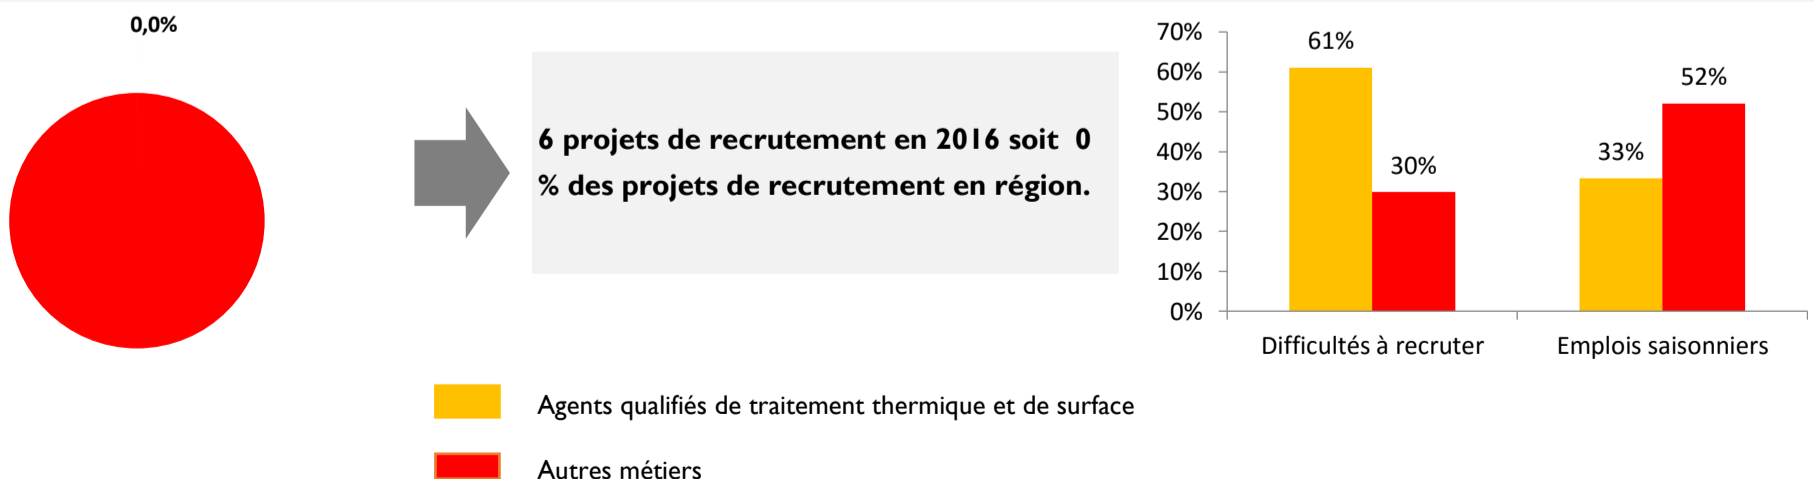 0,0%
6 projets de recrutement en 2016 soit 0
% des projets de recrutement en région.
70%
60%
50%
40%
30%
20%
10%
0%
61%
30%
33%
52%
Difficultés à recruter
Emplois saisonniers
Agents qualifiés de traitement thermique et de surface
Autres métiers